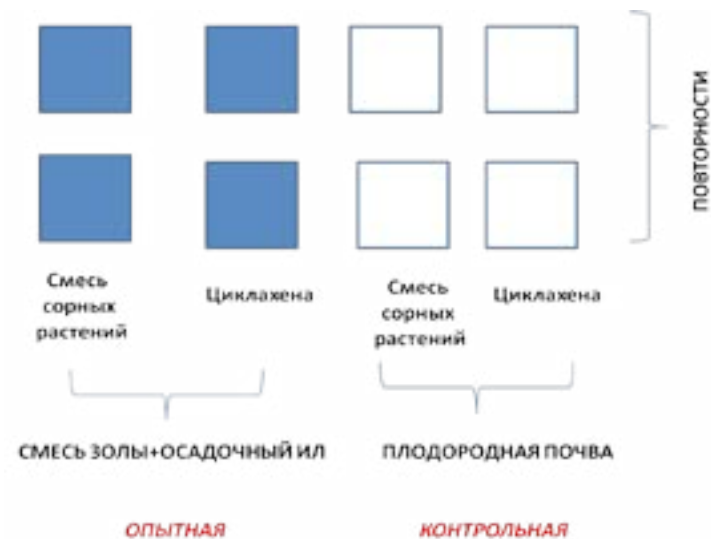 ПОВТОРНОСТИ
Смесь
сорных
растений
Циклахена
Смесь
сорных
растений
Циклахена
СМЕСЬ ЗОЛЫ+ОСАДОЧНЫЙ ИЛ
ПЛОДОРОДНАЯ ПОЧВА
ОПЫТНАЯ
КОНТРОЛЬНАЯ